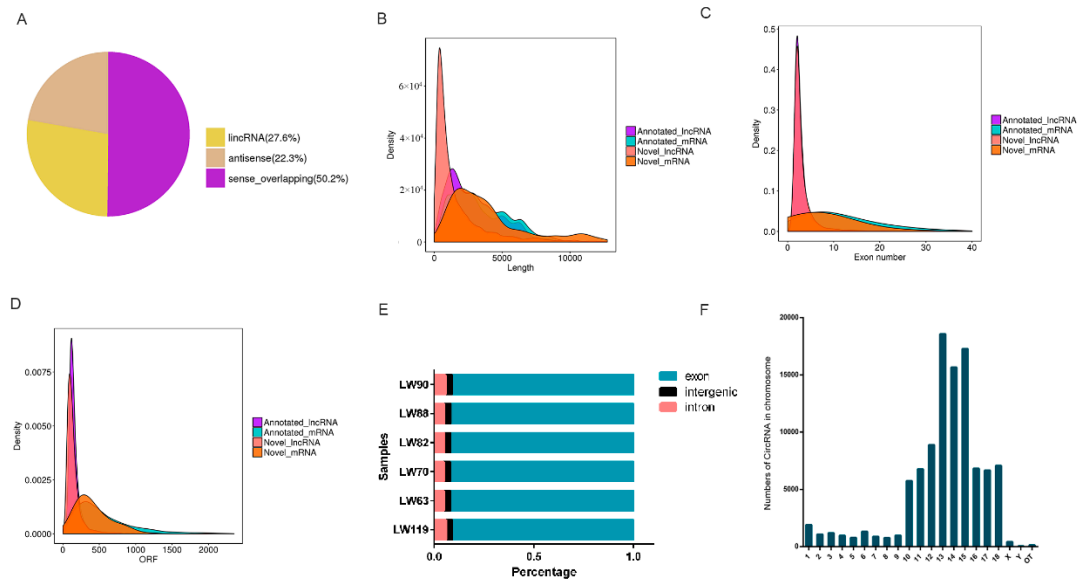 A
lincRNA(27.6%)
antisense(22.3%)
sense_overlapping(50.2%)
B
Density
0
Length
0
5000
10000
Annotated_lncRNA
Annotated_mRNA
Novel_lncRNA
Novel_mRNA
C
Density
0.5
0.4
0.3
0.2
0.1
0.0
0
10
20
30
40
Exon number
Annotated_lncRNA
Annotated_mRNA
Novel_lncRNA
Novel_mRNA
D
Density
0.0075
0.0050
0.0025
0.0000
0
500
1000
1500
2000
ORF
Annotated_lncRNA
Annotated_mRNA
Novel_lncRNA
Novel_mRNA
E
Samples
LW90
LW88
LW82
LW70
LW63
LW119
0.0
0.5
1.0
Percentage
exon
intergenic
intron
F
Numbers of CircRNA in chromosome
20000
15000
10000
5000
0
1
2
3
4
5
6
7
8
9
10
11
12
13
14
15
16
17
18
X
Y
OT